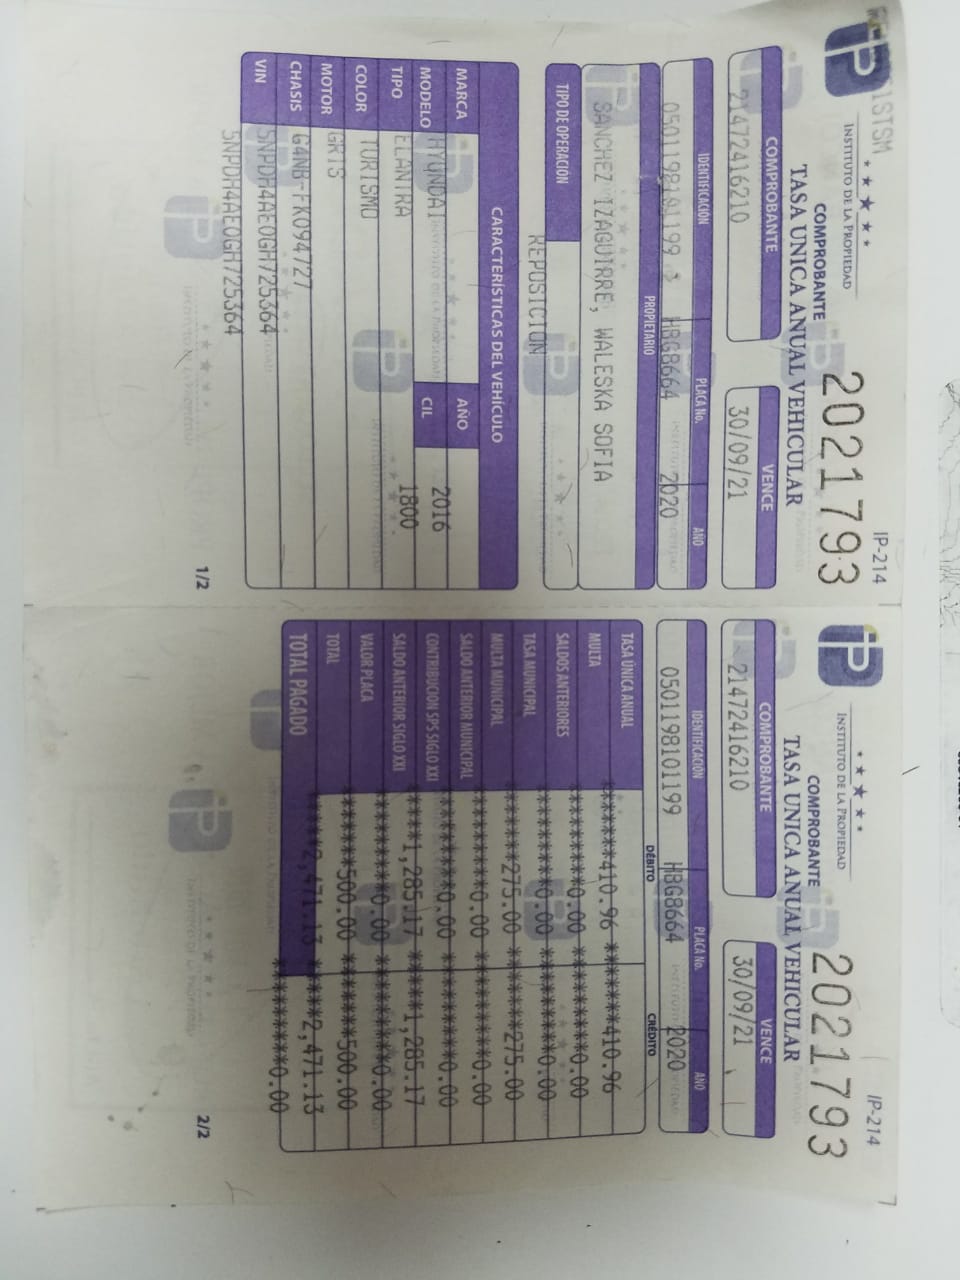 ISTSM
iP
INSTITUTO DE LA PROPIEDAD
IP-214
2021793
COMPROBANTE
TASA UNICA ANUAL VEHICULAR
COMPROBANTE VENCE
21472416210 30/09/21
IDENTIFICACIÓN PLACA No. AÑO
0501198101199 3 HBG8664 2020
PROPIETARIO
SANCHEZ IZAGUIRRE, WALESKA SOFIA
TIPO DE OPERACIÓN
REPOSICION
CARACTERÍSTICAS DEL VEHÍCULO
MARCA AÑO
MODELO HYUNDAI CIL 2016
TIPO ELANTRA 1800
COLOR TURISMO
MOTOR GRIS
CHASIS G4NB-FK094727
VIN 5NPDH4AEOGH725364
5NPDH4AEOGH725364
1/2
iP
INSTITUTO DE LA PROPIEDAD
IP-214
2021793
COMPROBANTE
TASA UNICA ANUAL VEHICULAR
COMPROBANTE VENCE
21472416210 30/09/21
IDENTIFICACIÓN PLACA No. AÑO
0501198101199 HBG8664 2020
DÉBITO CRÉDITO
TASA ÚNICA ANUAL ******410.96 ******410.96
MULTA ********0.00 ********0.00
SALDOS ANTERIORES ********0.00 ********0.00
TASA MUNICIPAL ******275.00 ******275.00
MULTA MUNICIPAL ********0.00 ********0.00
SALDO ANTERIOR MUNICIPAL ********0.00 ********0.00
CONTRIBUCION SPS SIGLO XXI ****1,285.17 ****1,285.17
SALDO ANTERIOR SIGLO XXI ********0.00 ********0.00
VALOR PLACA ******500.00 ******500.00
TOTAL ****2,471.13 ****2,471.13
TOTAL PAGADO ********0.00
2/2